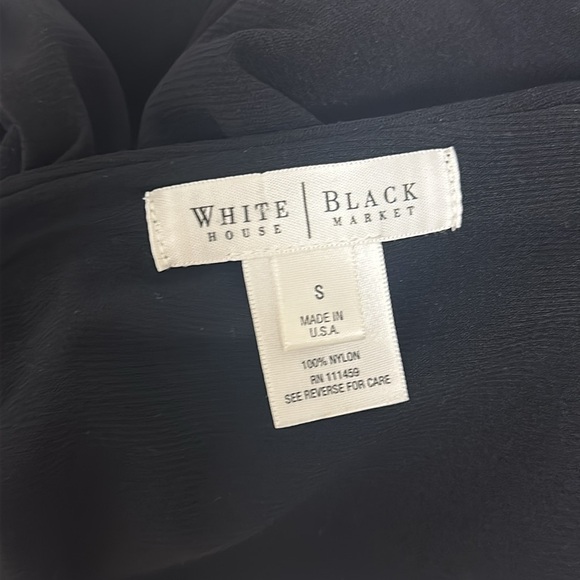 WHITE HOUSE | BLACK MARKET
S
MADE IN
U.S.A.
100% NYLON
RN 111459
SEE REVERSE FOR CARE